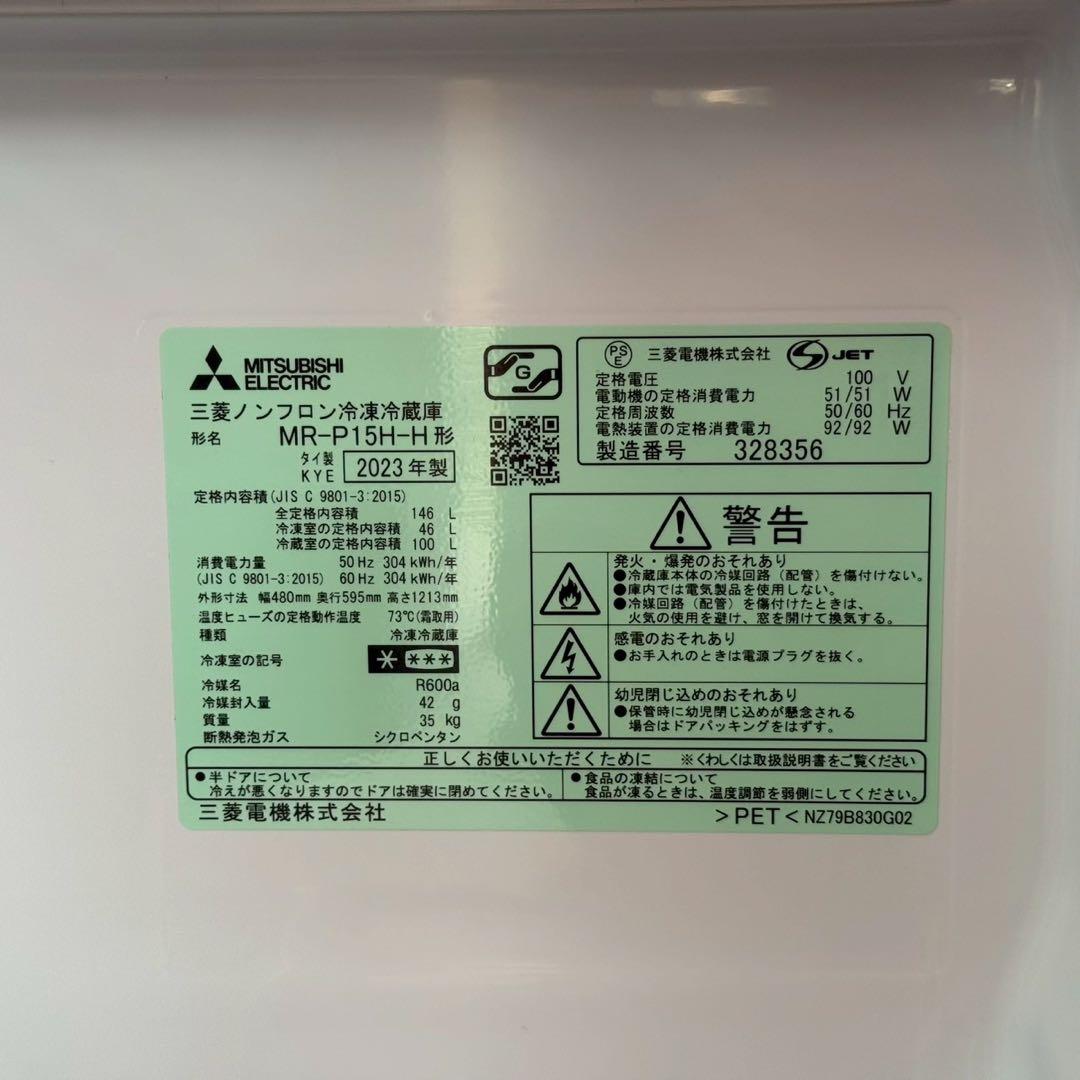 MITSUBISHI
ELECTRIC
G
三菱ノンフロン冷凍冷蔵庫
形名 MR-P15H-H形
タイ製
KYE 2023年製
定格内容積(JIS C 9801-3:2015)
全定格内容積 146 L
冷凍室の定格内容積 46 L
冷蔵室の定格内容積 100 L
消費電力量 50Hz 304kWh/年
(JIS C 9801-3:2015) 60Hz 304kWh/年
外形寸法 幅480mm 奥行595mm 高さ1213mm
温度ヒューズの定格動作温度 73℃(霜取用)
種類 冷凍冷蔵庫
冷凍室の記号 * ***
冷媒名 R600a
冷媒封入量 42 g
質量 35 kg
断熱発泡ガス シクロペンタン
PS
E 三菱電機株式会社 JET
定格電圧 100 V
電動機の定格消費電力 51/51 W
定格周波数 50/60 Hz
電熱装置の定格消費電力 92/92 W
製造番号 328356
警告
発火・爆発のおそれあり
●冷蔵庫本体の冷媒回路(配管)を傷付けない。
●庫内では電気製品を使用しない。
●冷媒回路(配管)を傷付けたときは、
火気の使用を避け、窓を開けて換気する。
感電のおそれあり
●お手入れのときは電源プラグを抜く。
幼児閉じ込めのおそれあり
●保管時に幼児閉じ込めが懸念される
場合はドアパッキングをはずす。
正しくお使いいただくために ※くわしくは取扱説明書をご覧ください
●半ドアについて
冷えが悪くなりますのでドアは確実に閉めてください。
●食品の凍結について
食品が凍るときは、温度調節を弱側にしてください。
三菱電機株式会社
>PET< NZ79B830G02